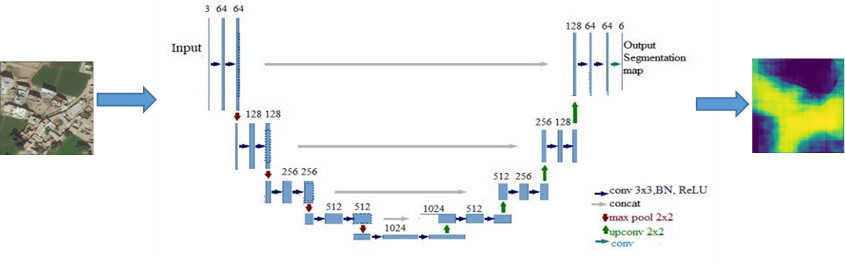 3 64 64
Input
128 128
256 256
512 512
1024
1024 512
512 256
256 128
128 64 64 6
Output
Segmentation
map
conv 3x3,BN, ReLU
concat
max pool 2x2
upconv 2x2
conv